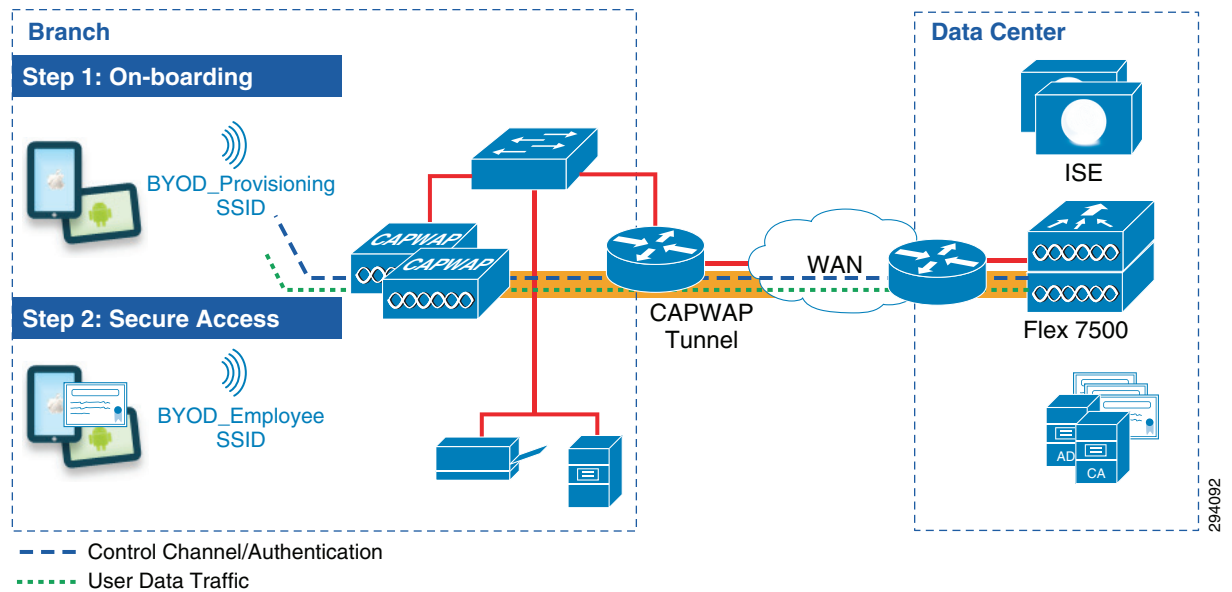 Branch
Step 1: On-boarding
BYOD_Provisioning
SSID
CAPWAP
CAPWAP
Step 2: Secure Access
BYOD_Employee
SSID
CAPWAP
Tunnel
WAN
Data Center
ISE
Flex 7500
AD
CA
Control Channel/Authentication
User Data Traffic
294092